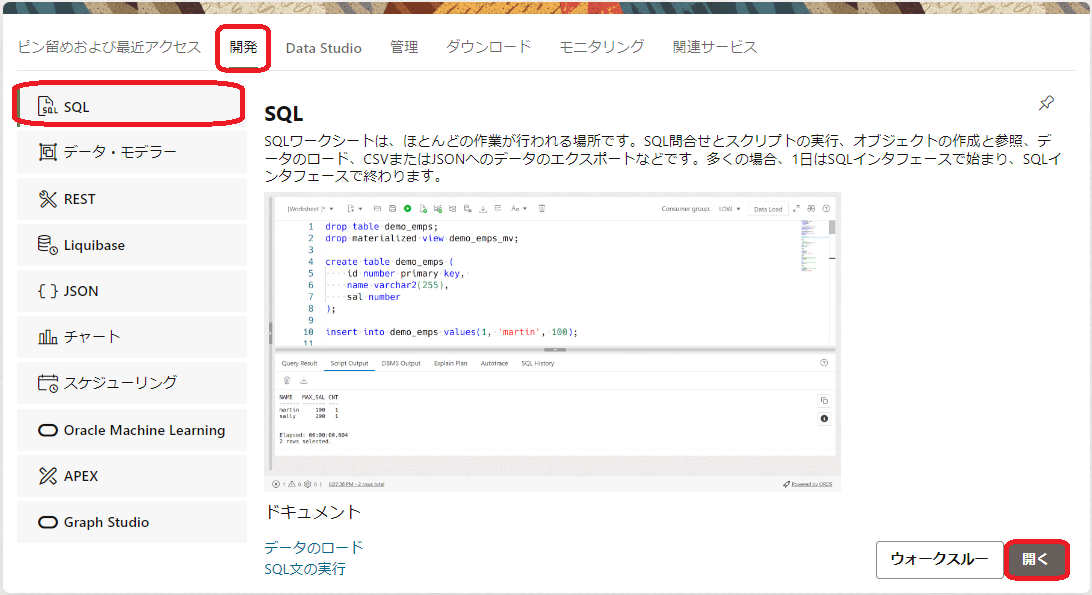 ピン留めおよび最近アクセス 開発 Data Studio 管理 ダウンロード モニタリング 関連サービス
SQL
データ・モデラー
REST
Liquibase
{ } JSON
チャート
スケジューリング
Oracle Machine Learning
APEX
Graph Studio
SQL
SQLワークシートは、ほとんどの作業が行われる場所です。SQL問合せとスクリプトの実行、オブジェクトの作成と参照、デ
ータのロード、CSVまたはJSONへのデータのエクスポートなどです。多くの場合、1日はSQLインタフェースで始まり、SQLイ
ンタフェースで終わります。
[Worksheet]* Aa Consumer group: LOW Data Load
1 drop table demo_emps;
2 drop materialized view demo_emps_mv;
3
4 create table demo_emps (
5 id number primary key,
6 name varchar2(255),
7 sal number
8 );
9
10 insert into demo_emps values(1, 'martin', 100);
11
Query Result Script Output DBMS Output Explain Plan Autotrace SQL History
NAME MAX_SAL CNT
------ ------- ---
martin 100 1
sally 200 1
Elapsed: 00:00:00.004
2 rows selected.
1 0 0 | 6:07:38 PM - 2 rows total Powered by ORDS
ドキュメント
データのロード
SQL文の実行
ウォークスルー 開く